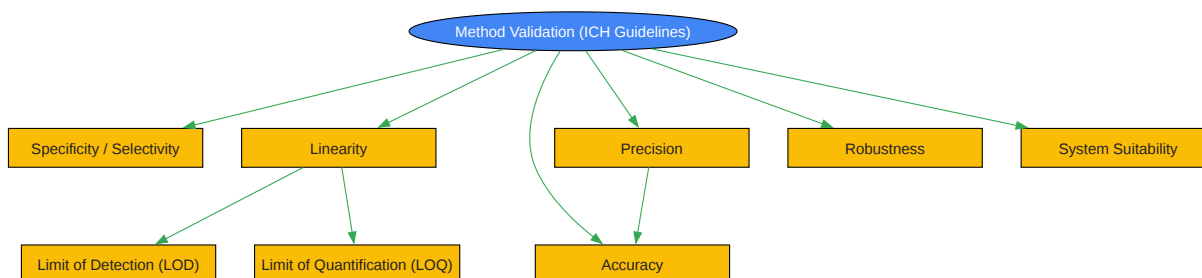 Method Validation (ICH Guidelines)
Specificity / Selectivity
Linearity
Precision
Robustness
System Suitability
Limit of Detection (LOD)
Limit of Quantification (LOQ)
Accuracy